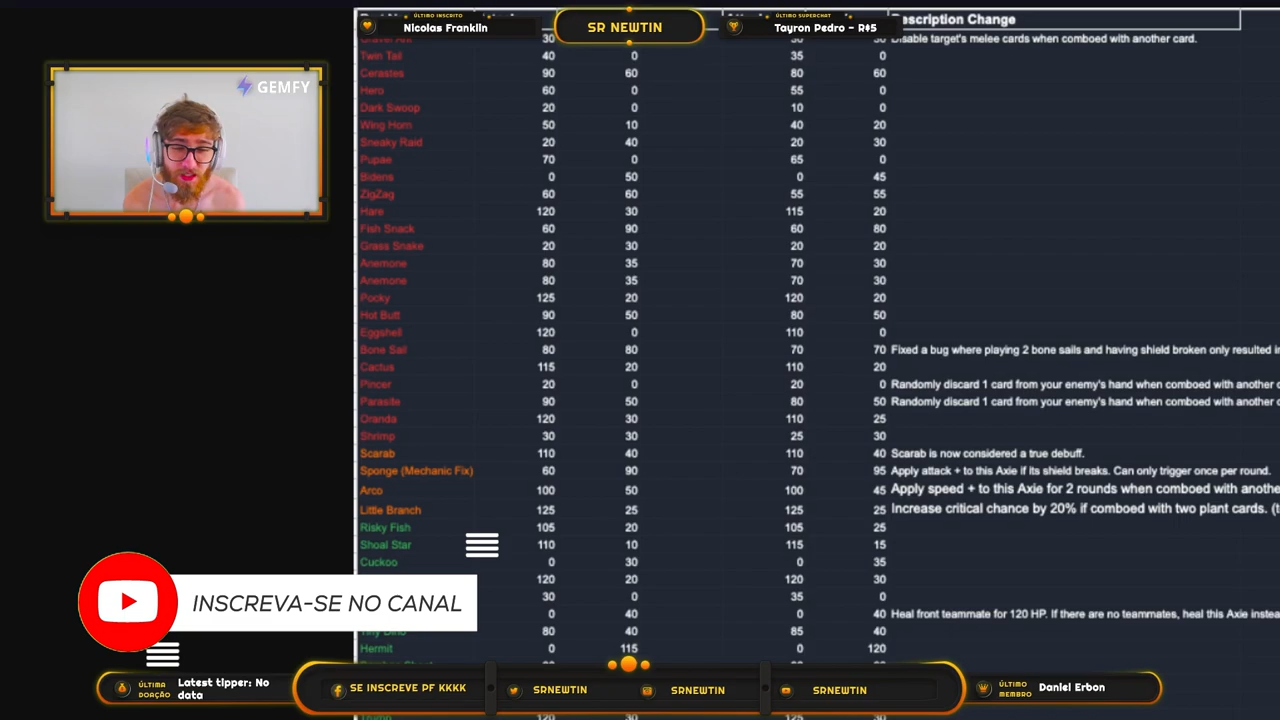 ÚLTIMO INSCRITO
Nicolas Franklin
SR NEWTIN
ÚLTIMO SUPERCHAT
Tayron Pedro - R$5
escription Change
GEMFY
30 30 Disable target's melee cards when comboed with another card.
Twin Tail 40 0 35 0
Cerastes 90 60 80 60
Hero 60 0 55 0
Dark Swoop 20 0 10 0
Wing Horn 50 10 40 20
Sneaky Raid 20 40 20 30
Pupae 70 0 65 0
Bidens 0 50 0 45
ZigZag 60 60 55 55
Hare 120 30 115 20
Fish Snack 60 90 60 80
Grass Snake 20 30 20 20
Anemone 80 35 70 30
Anemone 80 35 70 30
Pocky 125 20 120 20
Hot Butt 90 50 80 50
Eggshell 120 0 110 0
Bone Sail 80 80 70 70 Fixed a bug where playing 2 bone sails and having shield broken only resulted i
Cactus 115 20 110 20
Pincer 20 0 20 0 Randomly discard 1 card from your enemy's hand when comboed with another
Parasite 90 50 80 50 Randomly discard 1 card from your enemy's hand when comboed with another
Oranda 120 30 110 25
Shrimp 30 30 25 30
Scarab 110 40 110 40 Scarab is now considered a true debuff.
Sponge (Mechanic Fix) 60 90 70 95 Apply attack + to this Axie if its shield breaks. Can only trigger once per round.
Arco 100 50 100 45 Apply speed + to this Axie for 2 rounds when comboed with anothe
Little Branch 125 25 125 25 Increase critical chance by 20% if comboed with two plant cards. (t
Risky Fish 105 20 105 25
Shoal Star 110 10 115 15
Cuckoo 0 30 0 35
120 20 120 30
30 0 35 0
0 40 0 40 Heal front teammate for 120 HP. If there are no teammates, heal this Axie instea
Tiny Dino 80 40 85 40
Hermit 0 115 0 120
INSCREVA-SE NO CANAL
ÚLTIMA DOAÇÃO
Latest tipper: No data
SE INSCREVE PF KKKK
SRNEWTIN
SRNEWTIN
SRNEWTIN
ÚLTIMO MEMBRO
Daniel Erbon
125 30 125